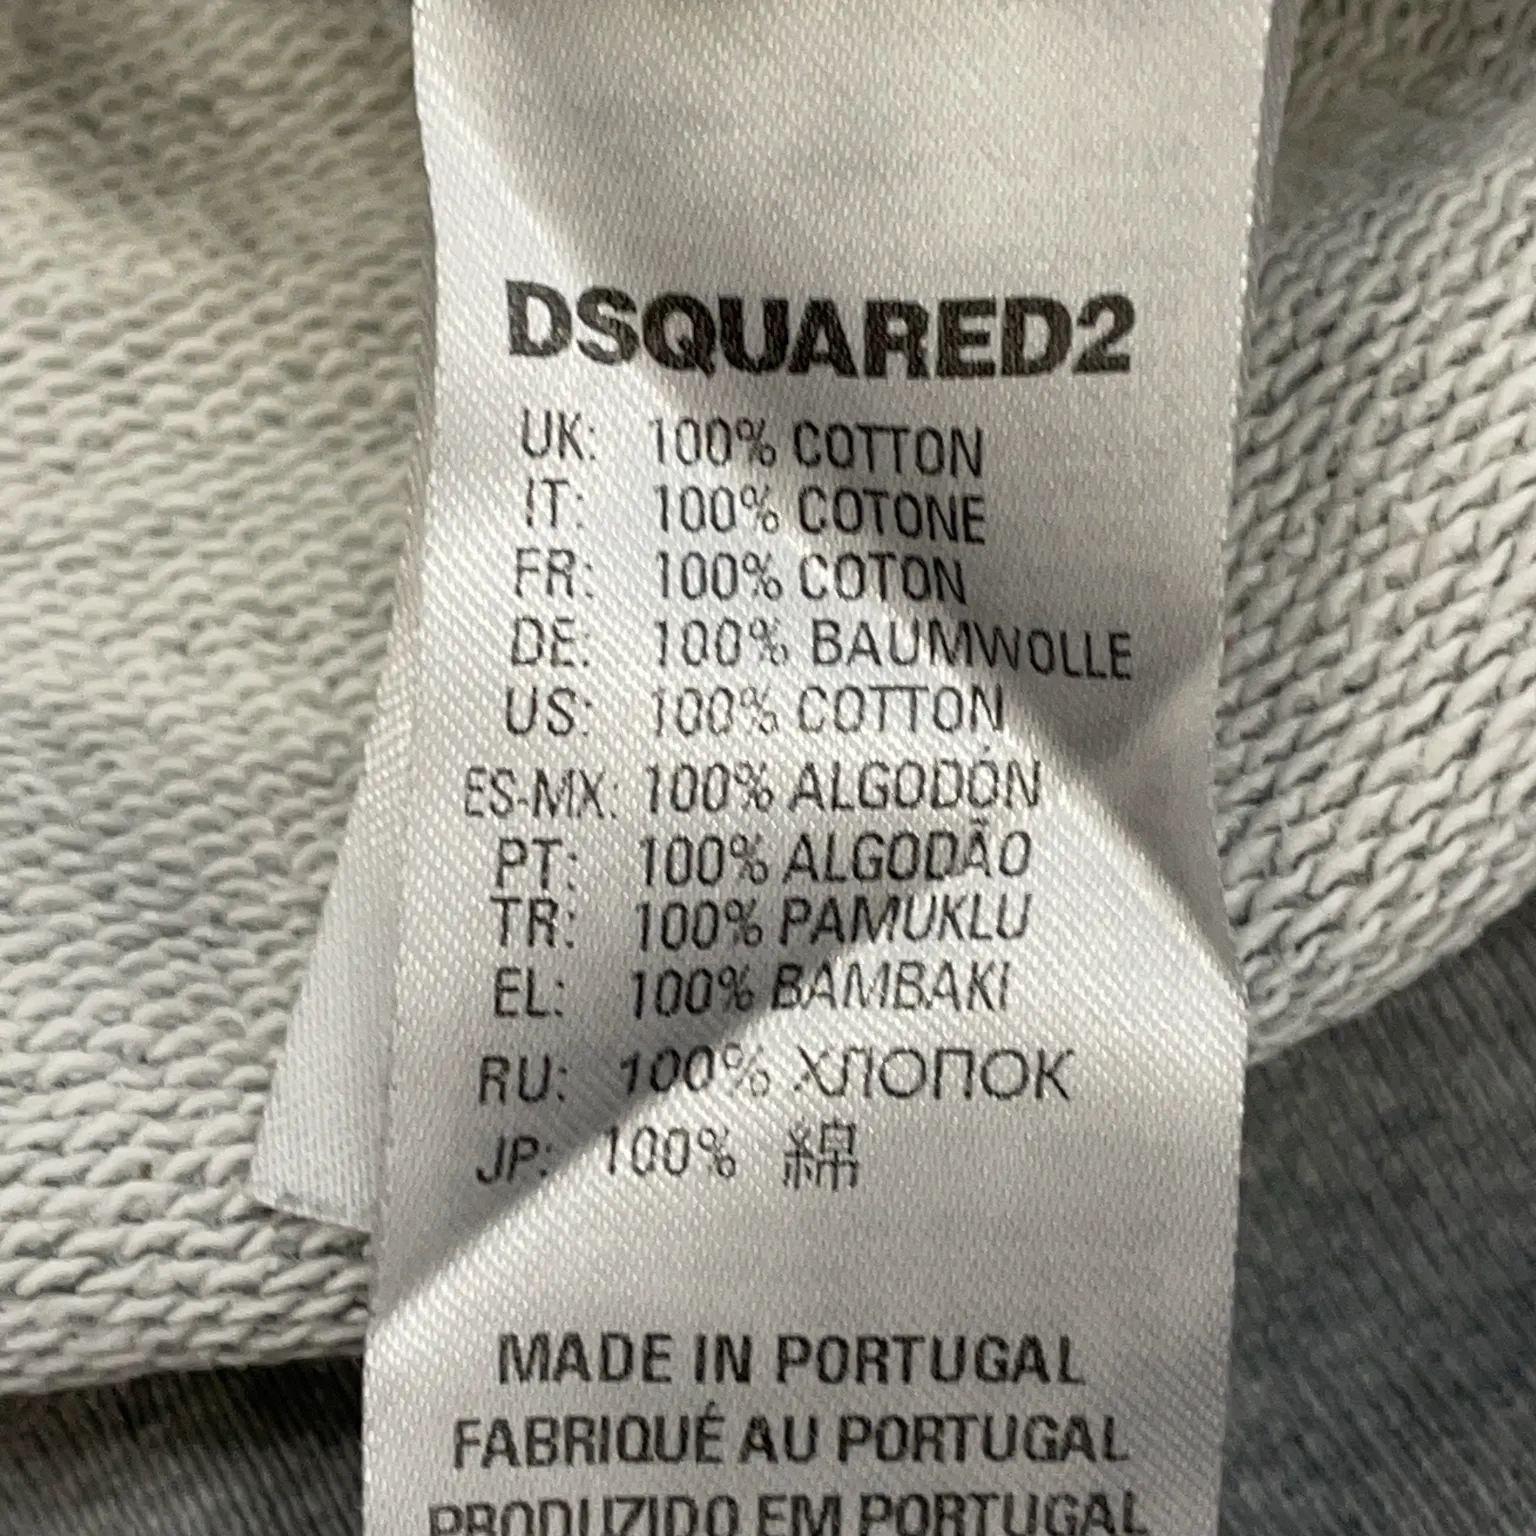 DSQUARED2
UK: 100% COTTON
IT: 100% COTONE
FR: 100% COTON
DE: 100% BAUMWOLLE
US: 100% COTTON
ES-MX: 100% ALGODÓN
PT: 100% ALGODÃO
TR: 100% PAMUKLU
EL: 100% BAMBAKI
RU: 100% ХЛОПОК
JP: 100% 綿
MADE IN PORTUGAL
FABRIQUÉ AU PORTUGAL
PRODUZIDO EM PORTUGAL